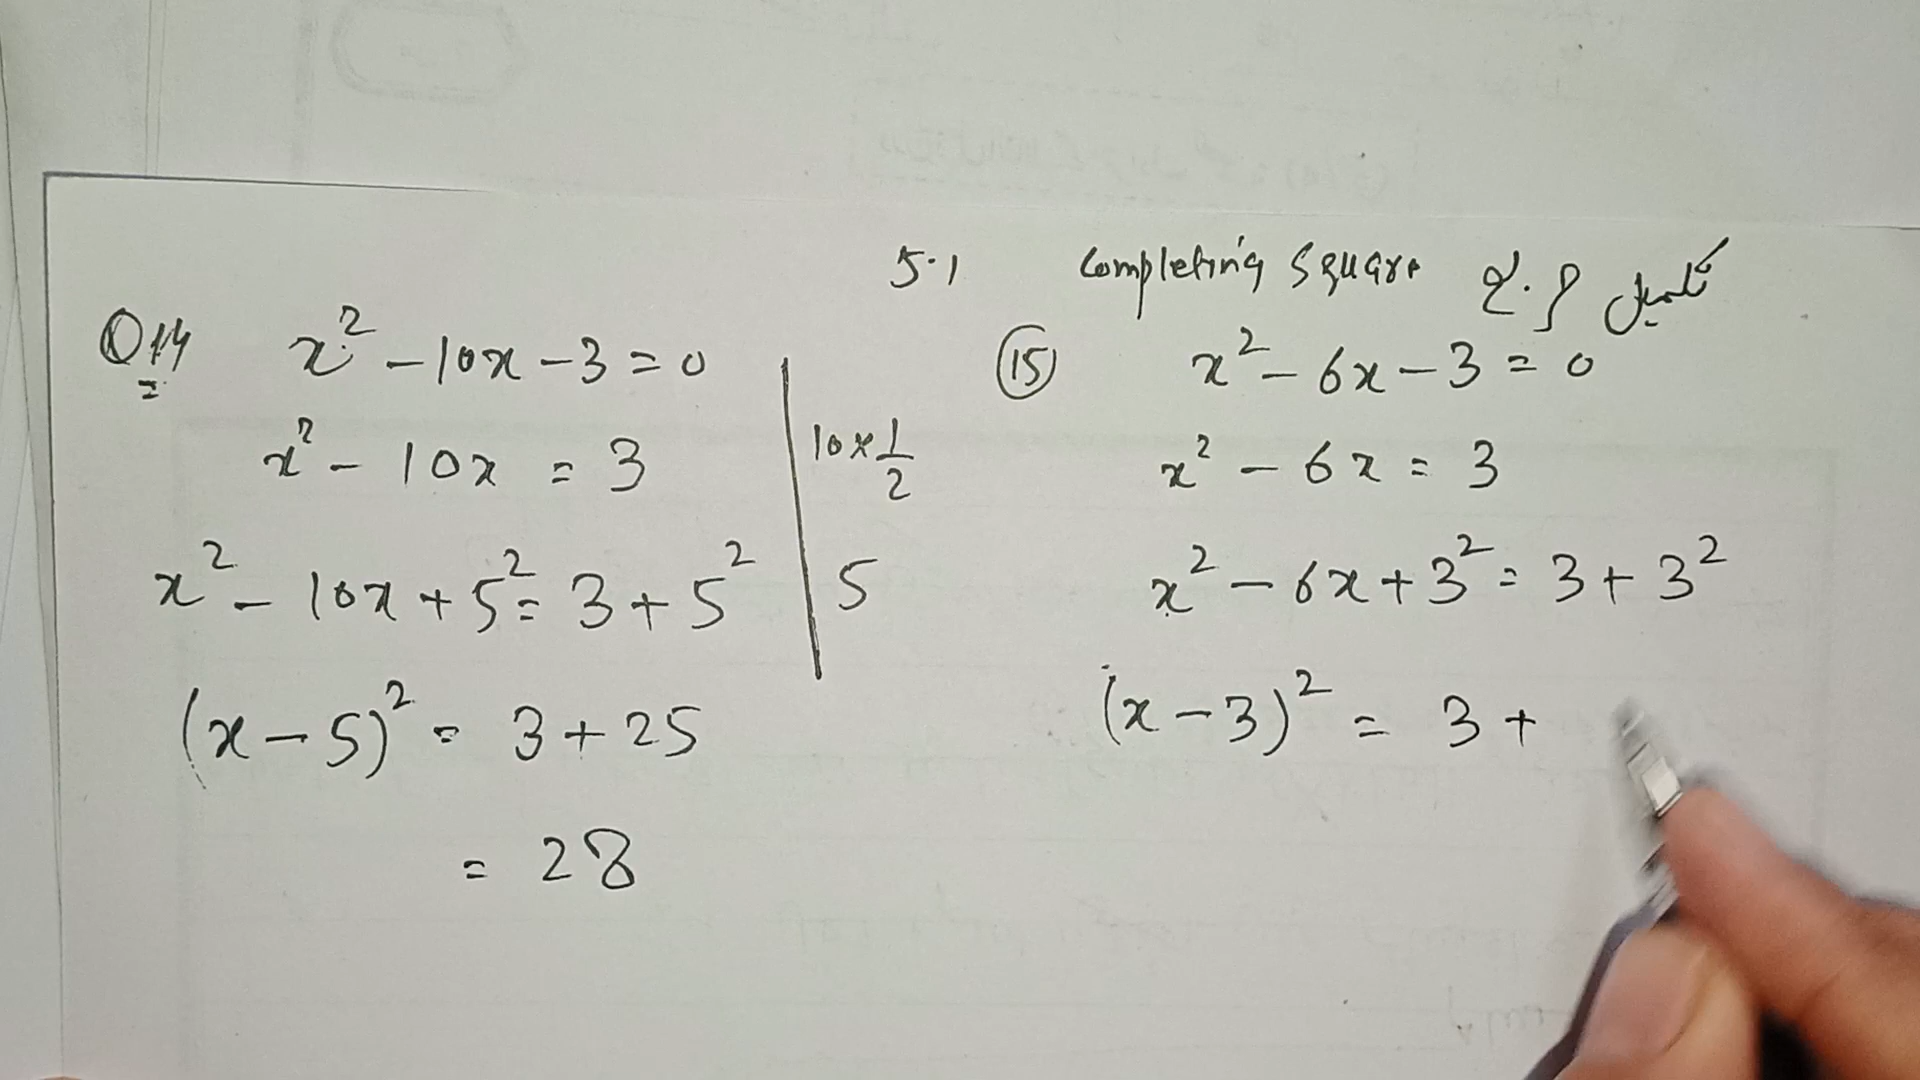 5.1 Completing Square تکمیل مربع
Q14 x² - 10x - 3 = 0
x² - 10x = 3
10 × 1/2
x² - 10x + 5² = 3 + 5²
5
(x - 5)² = 3 + 25
= 28
15 x² - 6x - 3 = 0
x² - 6x = 3
x² - 6x + 3² = 3 + 3²
(x - 3)² = 3 +